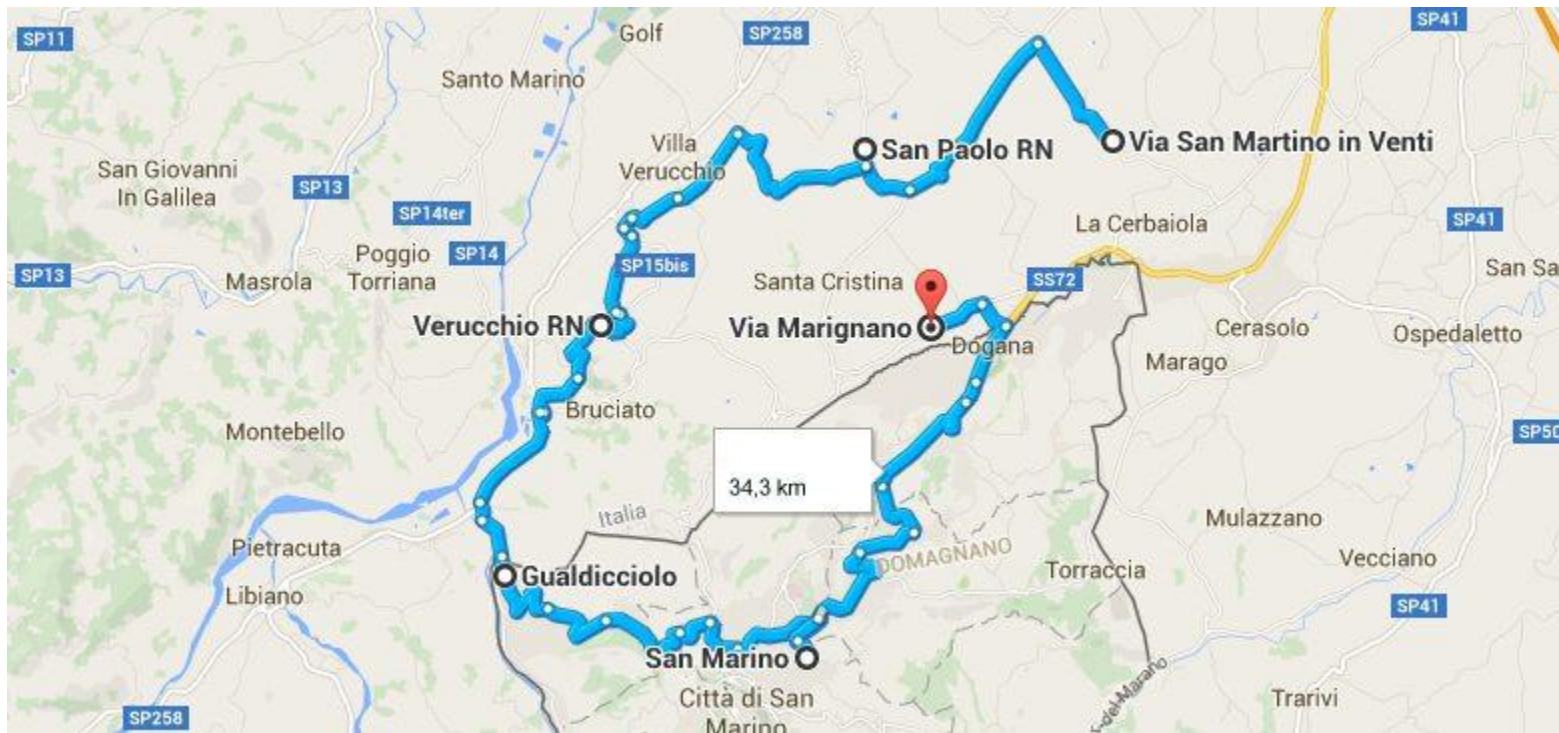 SP11
Golf
SP258
SP41
Santo Marino
Villa
Verucchio
San Paolo RN
Via San Martino in Venti
San Giovanni
In Galilea
SP13
SP14ter
La Cerbaiola
SP41
Poggio
Torriana
SP14
SP13
Masrola
SP15bis
Santa Cristina
SS72
San Sa
Verucchio RN
Via Marignano
Dogana
Cerasolo
Ospedaletto
Marago
Bruciato
Montebello
SP50
34,3 km
Italia
Mulazzano
Pietracuta
DOMAGNANO
Torraccia
Vecciano
Gualdicciolo
Libiano
SP41
San Marino
Città di San
Marino
-del-Marano
Trarivi
SP258